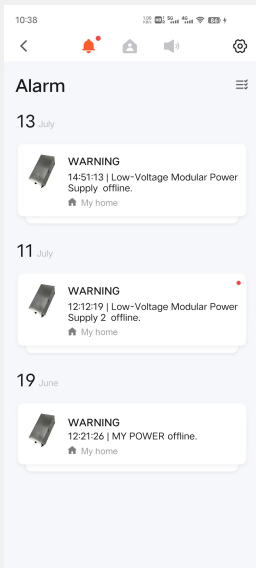 10:38
5G 4G
Alarm
13 July
WARNING
14:51:13 | Low-Voltage Modular Power
Supply offline.
My home
11 July
WARNING
12:12:19 | Low-Voltage Modular Power
Supply 2 offline.
My home
19 June
WARNING
12:21:26 | MY POWER offline.
My home